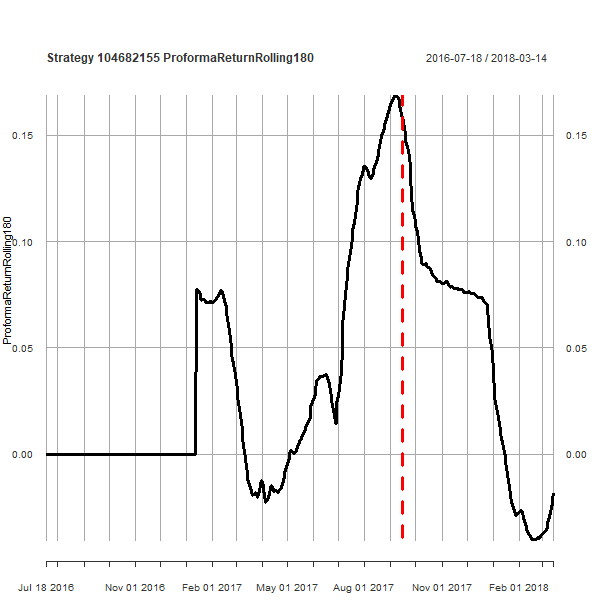 Strategy 104682155 ProformaReturnRolling180
2016-07-18 / 2018-03-14
ProformaReturnRolling180
0.15
0.10
0.05
0.00
0.15
0.10
0.05
0.00
Jul 18 2016
Nov 01 2016
Feb 01 2017
May 01 2017
Aug 01 2017
Nov 01 2017
Feb 01 2018